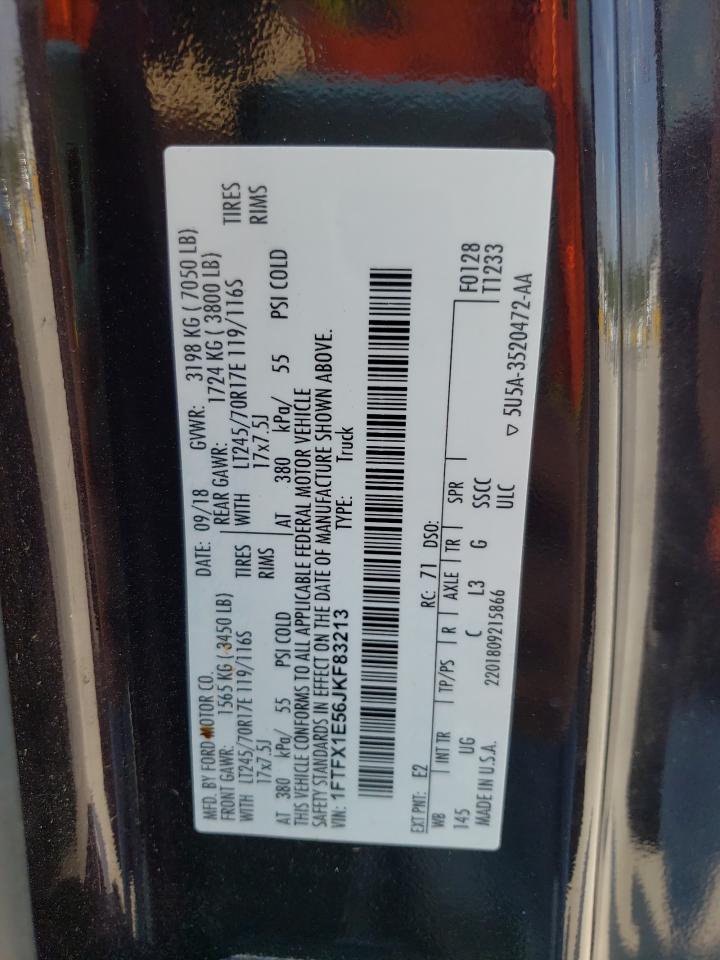 MFD. BY FORD MOTOR CO. DATE: 09/18 GVWR: 3198 KG ( 7050 LB)
FRONT GAWR: 1565 KG ( 3450 LB) REAR GAWR: 1724 KG ( 3800 LB)
WITH LT245/70R17E 119/116S TIRES WITH LT245/70R17E 119/116S TIRES
17x7.5J RIMS 17x7.5J RIMS
AT 380 kPa/ 55 PSI COLD AT 380 kPa/ 55 PSI COLD
THIS VEHICLE CONFORMS TO ALL APPLICABLE FEDERAL MOTOR VEHICLE
SAFETY STANDARDS IN EFFECT ON THE DATE OF MANUFACTURE SHOWN ABOVE.
VIN: 1FTFX1E56JKF83213 TYPE: Truck
EXT PNT: E2 RC: 71 DSO: F0128
WB INT TR TP/PS R AXLE TR SPR T1233
145 UG C L3 G SSCC
ULC
MADE IN U.S.A. 2201809215866 ▽ 5U5A-3520472-AA